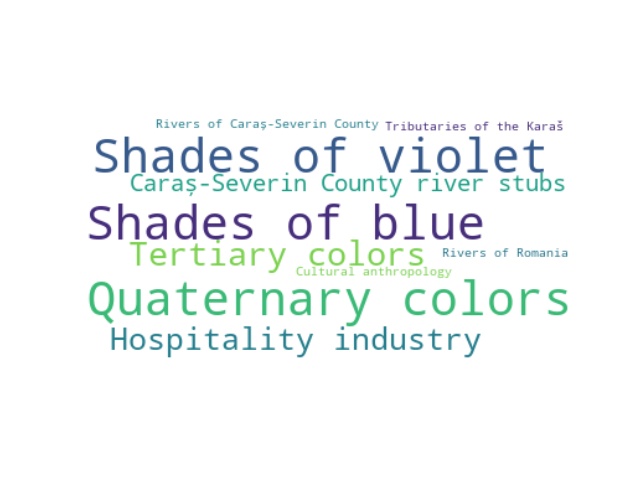 Rivers of Caraș-Severin County
Tributaries of the Karaš
Shades of violet
Caraș-Severin County river stubs
Shades of blue
Tertiary colors
Rivers of Romania
Cultural anthropology
Quaternary colors
Hospitality industry